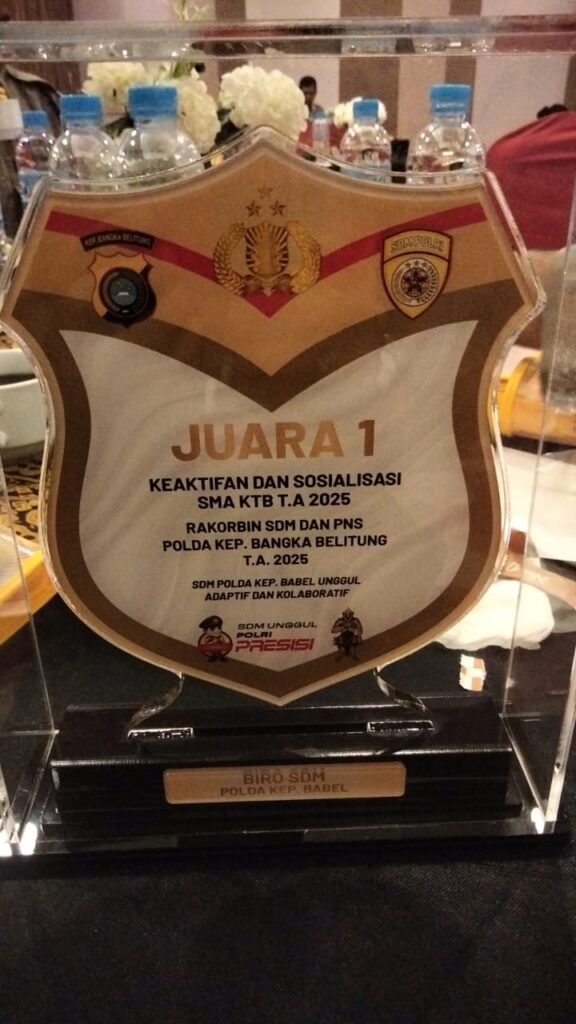 KEP. BANGKA BELITUNG
SDM POLRI
JUARA 1
KEAKTIFAN DAN SOSIALISASI
SMA KTB T.A 2025
RAKORBIN SDM DAN PNS
POLDA KEP. BANGKA BELITUNG
T.A. 2025
SDM POLDA KEP. BABEL UNGGUL
ADAPTIF DAN KOLABORATIF
SDM UNGGUL
POLRI
PRESISI
BIRO SDM
POLDA KEP. BABEL